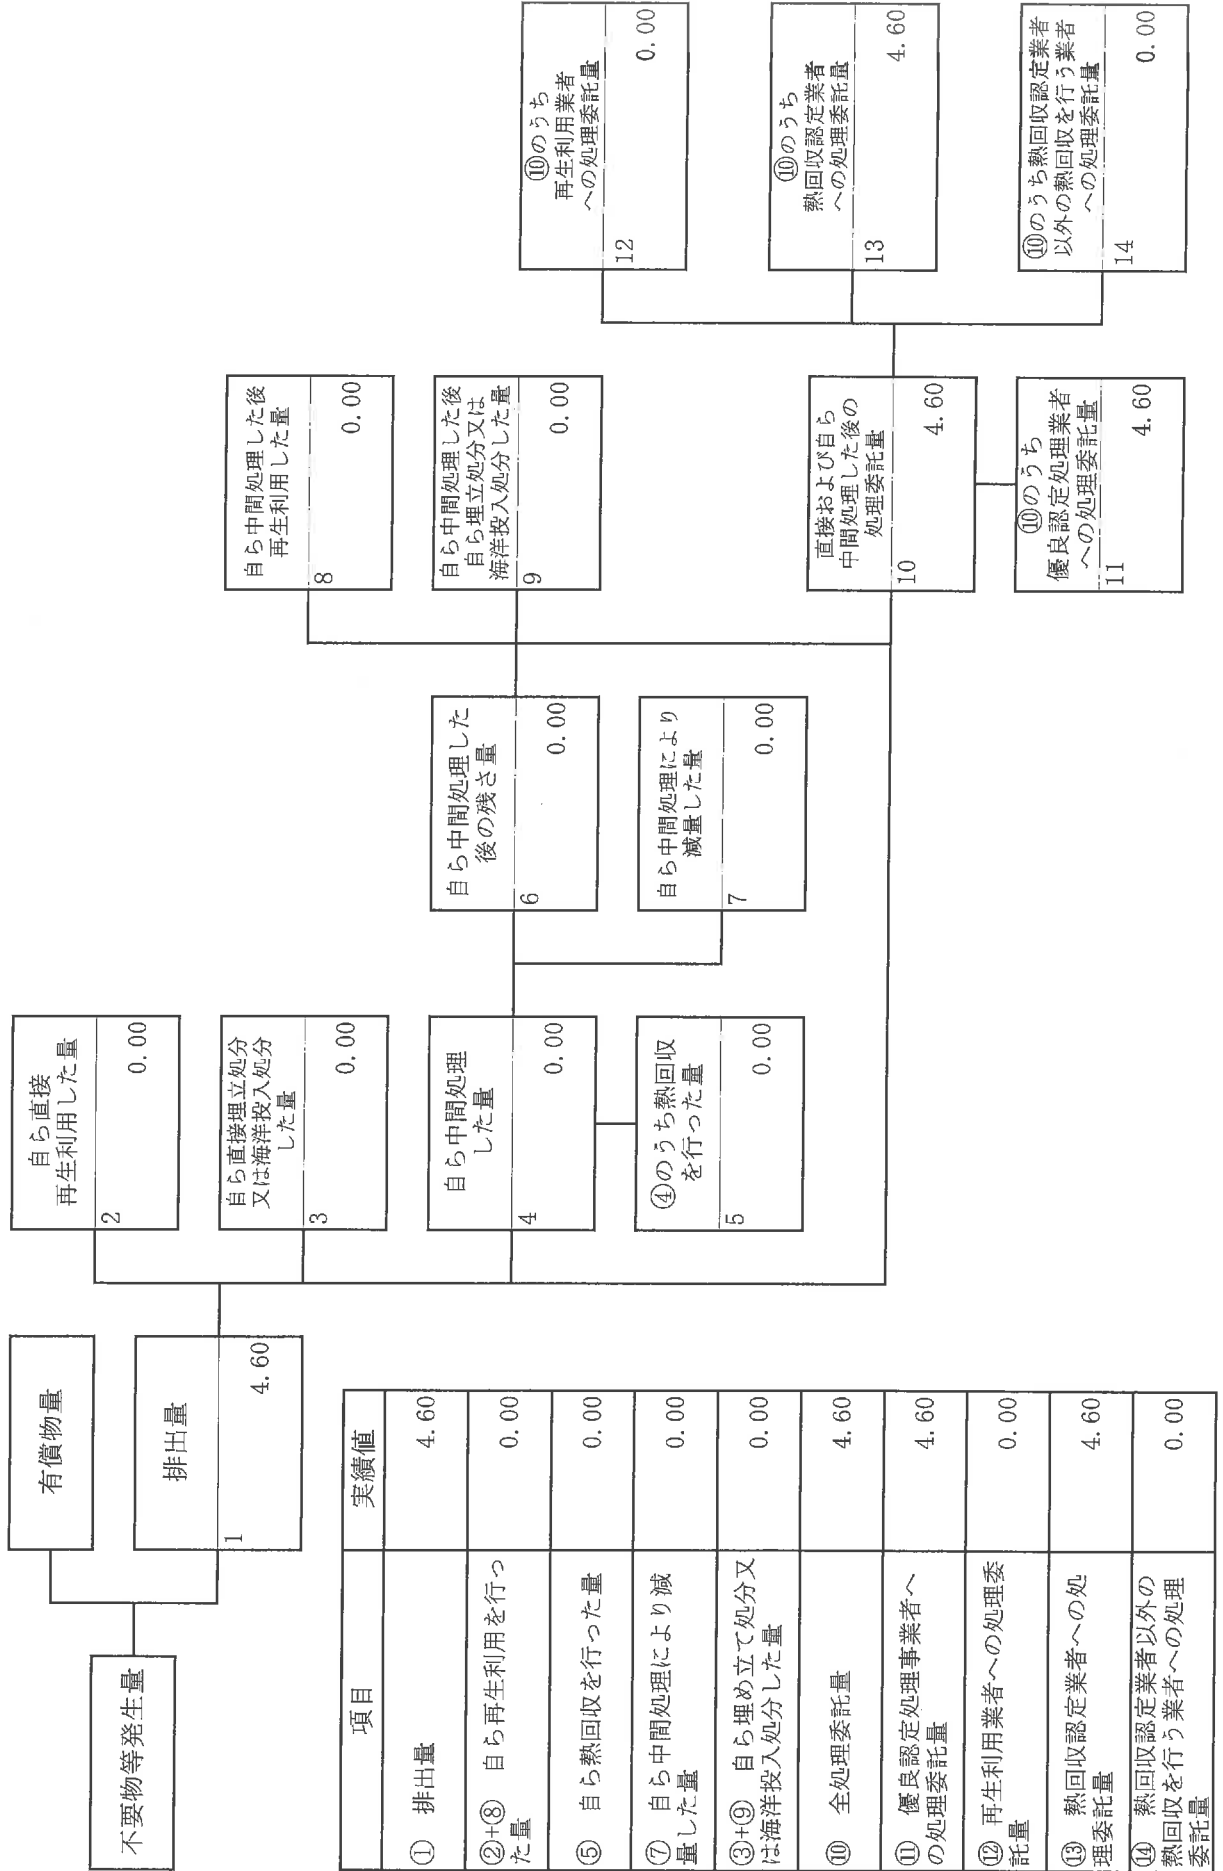 不要物等発生量
有償物量
排出量
1
4.60
自ら直接
再生利用した量
2
0.00
自ら直接埋立処分
又は海洋投入処分
した量
3
0.00
自ら中間処理
した量
4
0.00
④のうち熱回収
を行った量
5
0.00
自ら中間処理した
後の残さ量
6
0.00
自ら中間処理により
減量した量
7
0.00
自ら中間処理した後
再生利用した量
8
0.00
自ら中間処理した後
自ら埋立処分又は
海洋投入処分した量
9
0.00
直接および自ら
中間処理した後の
処理委託量
10
4.60
⑩のうち
優良認定処理業者
への処理委託量
11
4.60
⑩のうち
再生利用業者
への処理委託量
12
0.00
⑩のうち
熱回収認定業者
への処理委託量
13
4.60
⑩のうち熱回収認定業者
以外の熱回収を行う業者
への処理委託量
14
0.00
項目 実績値
① 排出量 4.60
②+⑧ 自ら再生利用を行っ
た量 0.00
⑤ 自ら熱回収を行った量 0.00
⑦ 自ら中間処理により減
量した量 0.00
③+⑨ 自ら埋め立て処分又
は海洋投入処分した量 0.00
⑩ 全処理委託量 4.60
⑪ 優良認定処理事業者へ
の処理委託量 4.60
⑫ 再生利用業者への処理委
託量 0.00
⑬ 熱回収認定業者への処
理委託量 4.60
⑭ 熱回収認定業者以外の
熱回収を行う業者への処理
委託量 0.00